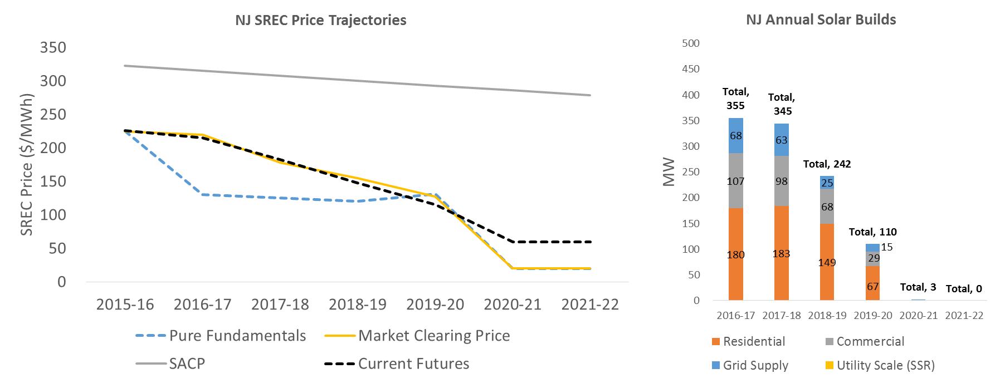 NJ SREC Price Trajectories
SREC Price ($/MWh)
350
300
250
200
150
100
50
0
2015-16 2016-17 2017-18 2018-19 2019-20 2020-21 2021-22
Pure Fundamentals Market Clearing Price
SACP Current Futures
NJ Annual Solar Builds
MW
500
450
400
350
300
250
200
150
100
50
0
Total,
355
68
107
180
Total,
345
63
98
183
Total, 242
25
68
149
Total, 110
15
29
67
Total, 3
Total, 0
2016-17 2017-18 2018-19 2019-20 2020-21 2021-22
Residential Commercial
Grid Supply Utility Scale (SSR)